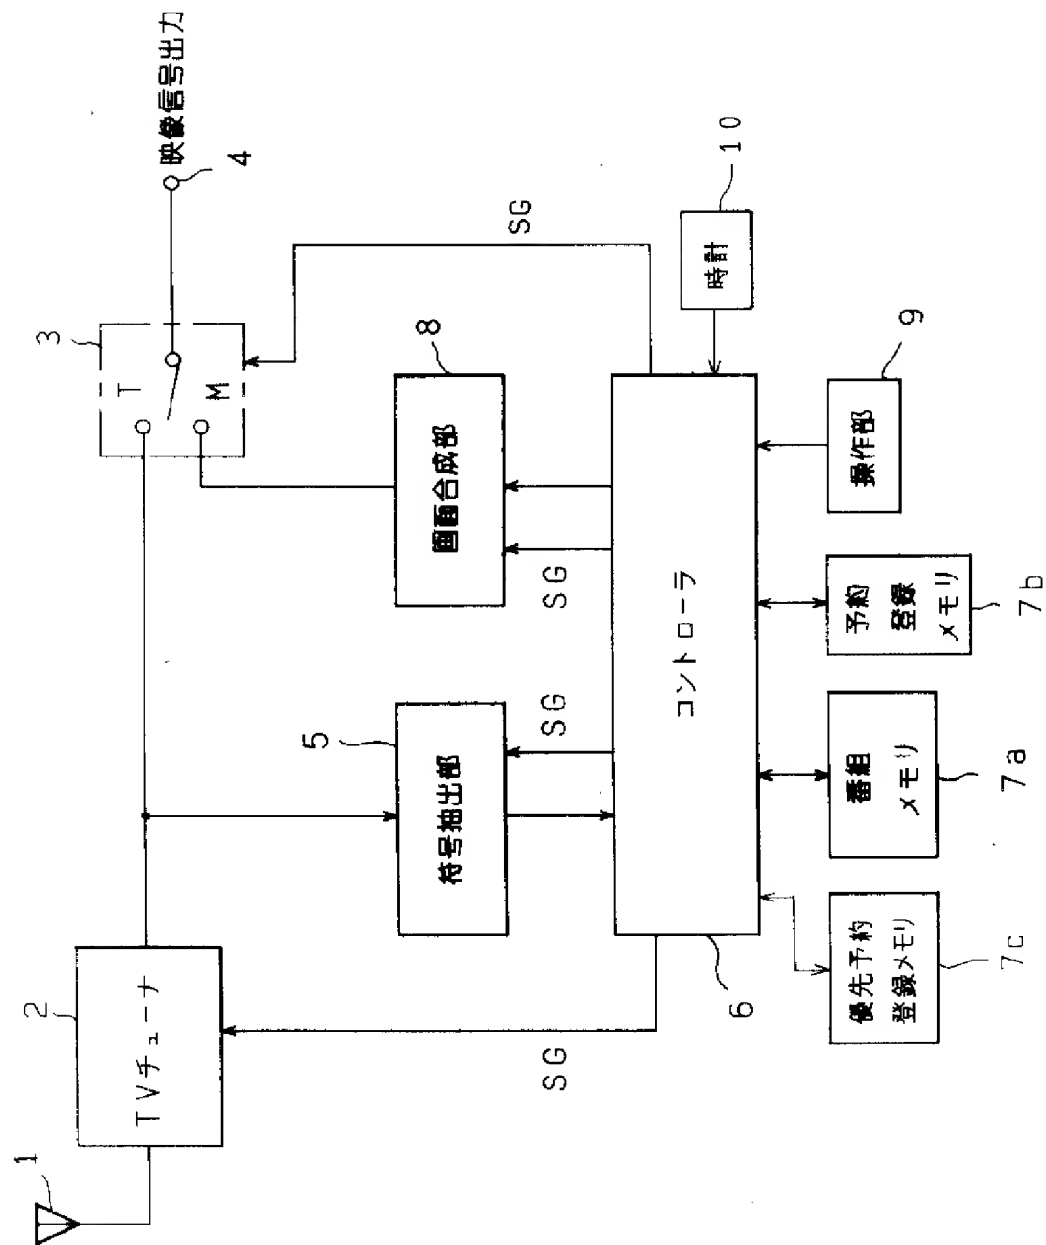 1
2
TVチューナ
3
T
M
4
映像信号出力
5
符号抽出部
8
画面合成部
SG
SG
SG
SG
6
コントローラ
10
時計
7c
優先予約
登録メモリ
7a
番組
メモリ
7b
予約
登録
メモリ
9
操作部